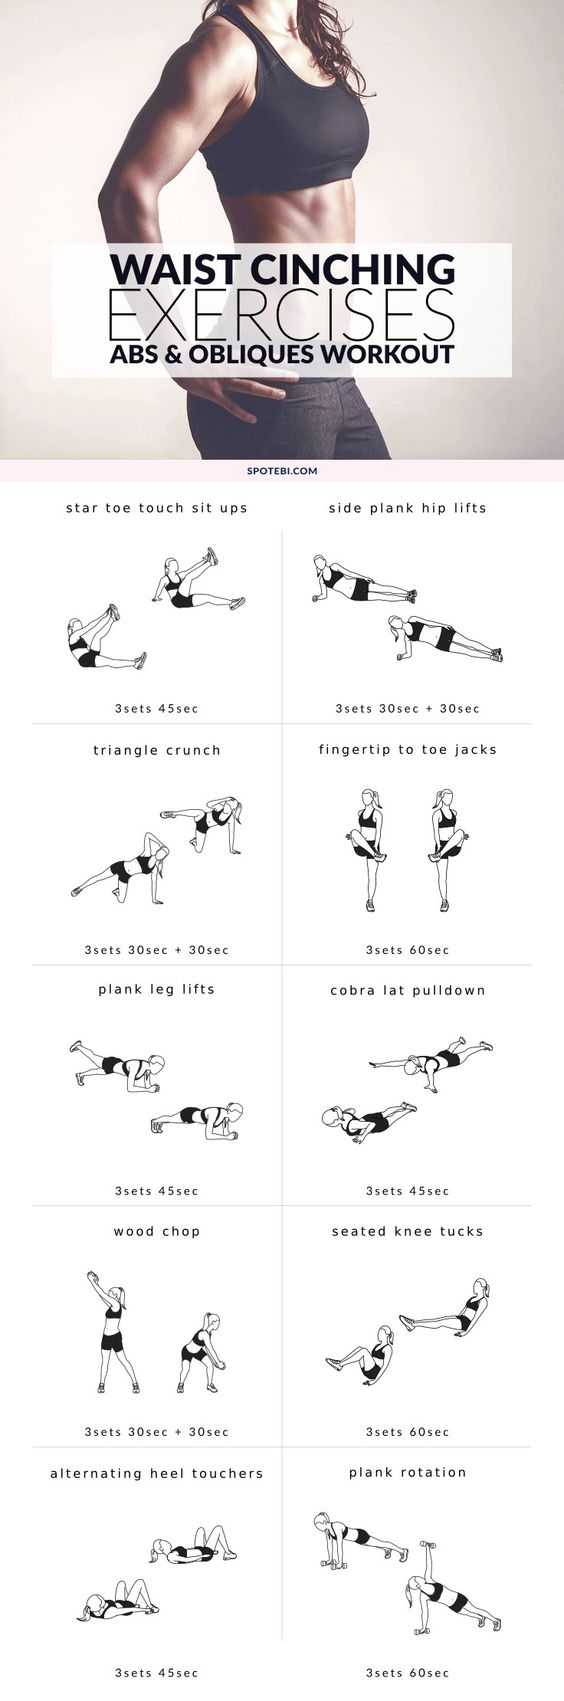 WAIST CINCHING
EXERCISES
ABS & OBLIQUES WORKOUT
SPOTEBI.COM
star toe touch sit ups
3sets 45sec
side plank hip lifts
3sets 30sec + 30sec
triangle crunch
3sets 30sec + 30sec
fingertip to toe jacks
3sets 60sec
plank leg lifts
3sets 45sec
cobra lat pulldown
3sets 45sec
wood chop
3sets 30sec + 30sec
seated knee tucks
3sets 60sec
alternating heel touchers
3sets 45sec
plank rotation
3sets 60sec